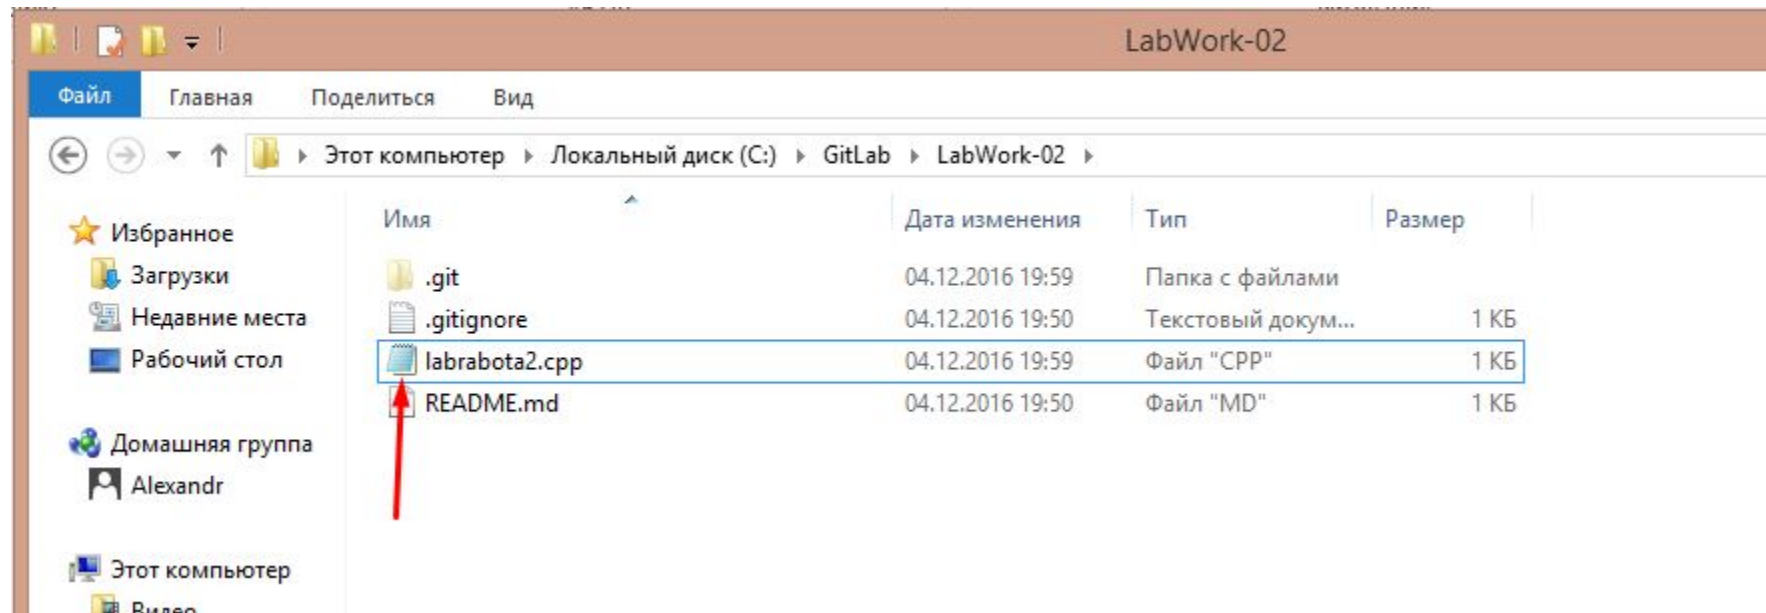 LabWork-02
Файл Главная Поделиться Вид
Этот компьютер Локальный диск (C:) GitLab LabWork-02
Имя Дата изменения Тип Размер
Избранное
Загрузки
Недавние места
Рабочий стол
Домашняя группа
Alexandr
Этот компьютер
Видео
.git 04.12.2016 19:59 Папка с файлами
.gitignore 04.12.2016 19:50 Текстовый докум... 1 КБ
labrabota2.cpp 04.12.2016 19:59 Файл "CPP" 1 КБ
README.md 04.12.2016 19:50 Файл "MD" 1 КБ